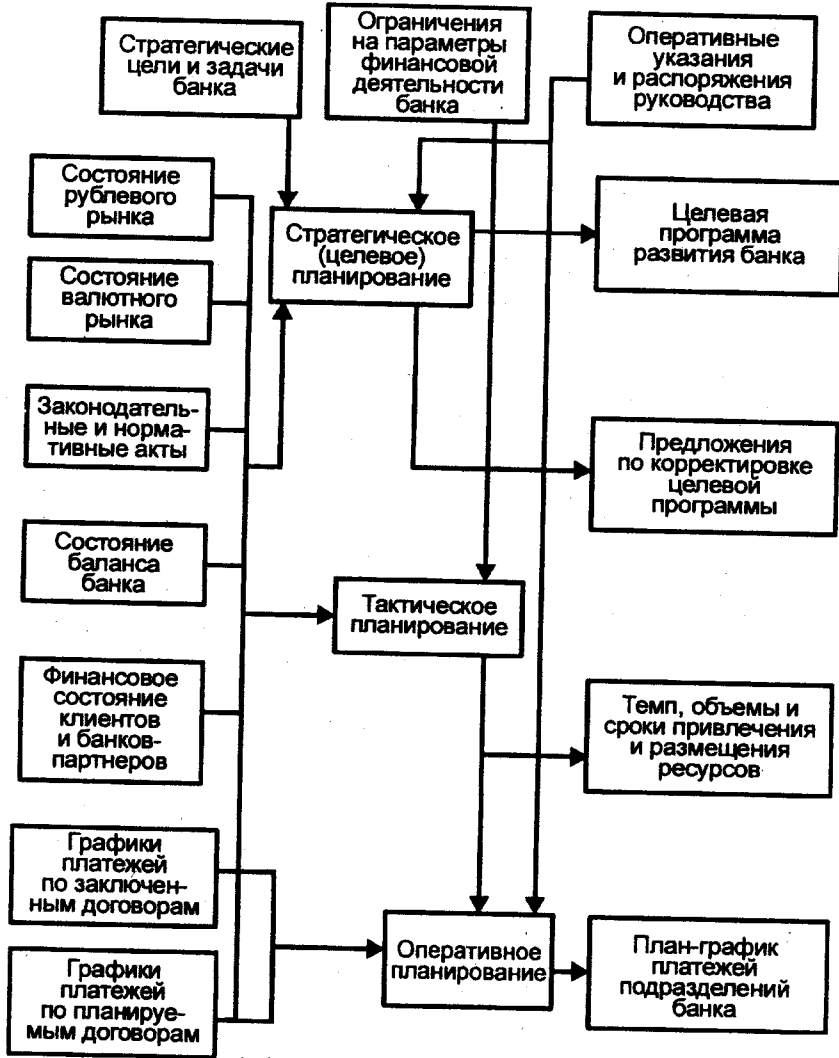 Стратегические
цели и задачи
банка
Ограничения
на параметры
финансовой
деятельности
банка
Оперативные
указания
и распоряжения
руководства
Состояние
рублевого
рынка
Стратегическое
(целевое)
планирование
Целевая
программа
развития банка
Состояние
валютного
рынка
Законодатель-
ные и норма-
тивные акты
Предложения
по корректировке
целевой
программы
Состояние
баланса
банка
Тактическое
планирование
Финансовое
состояние
клиентов
и банков-
партнеров
Темп, объемы и
сроки привлечения
и размещения
ресурсов
Графики
платежей
по заключен-
ным договорам
Оперативное
планирование
План-график
платежей
подразделений
банка
Графики
платежей
по планируе-
мым договорам